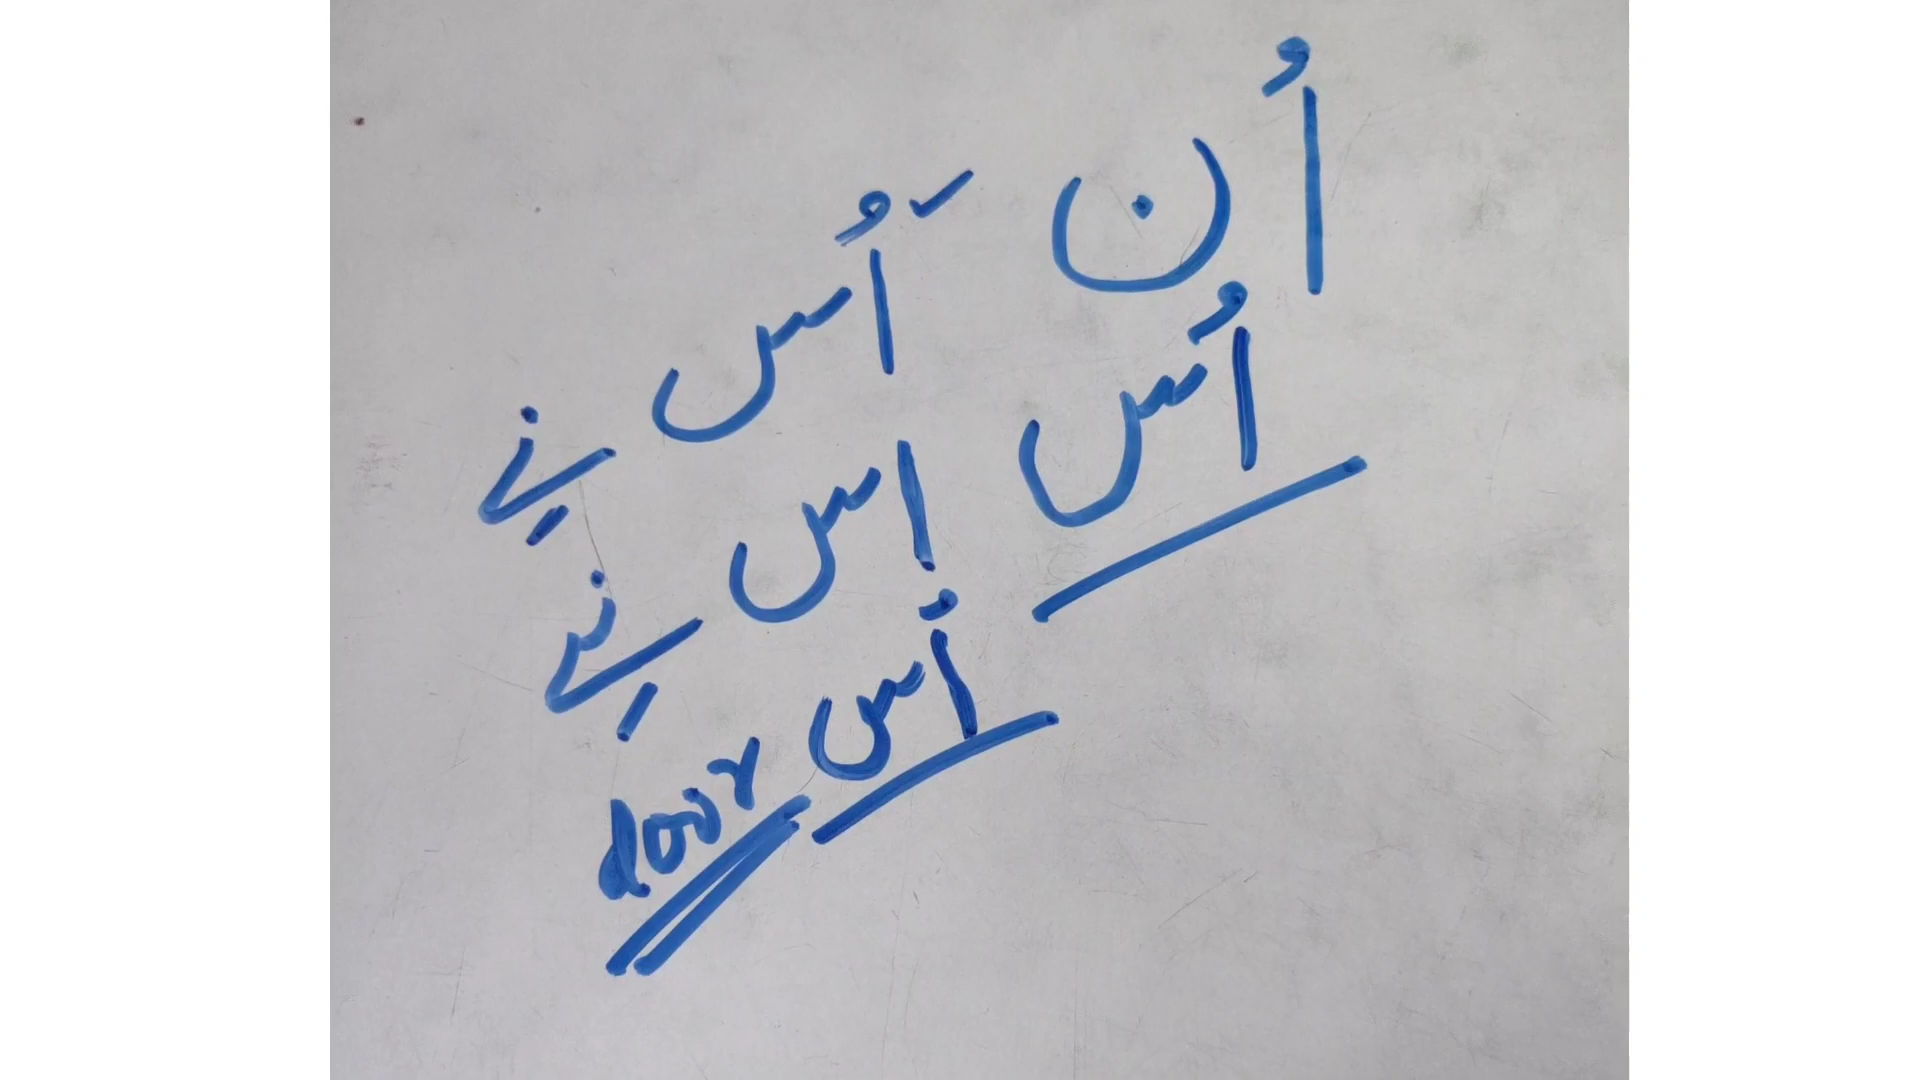 اُن
اُس
اُس نے
اِس نے
اُس door